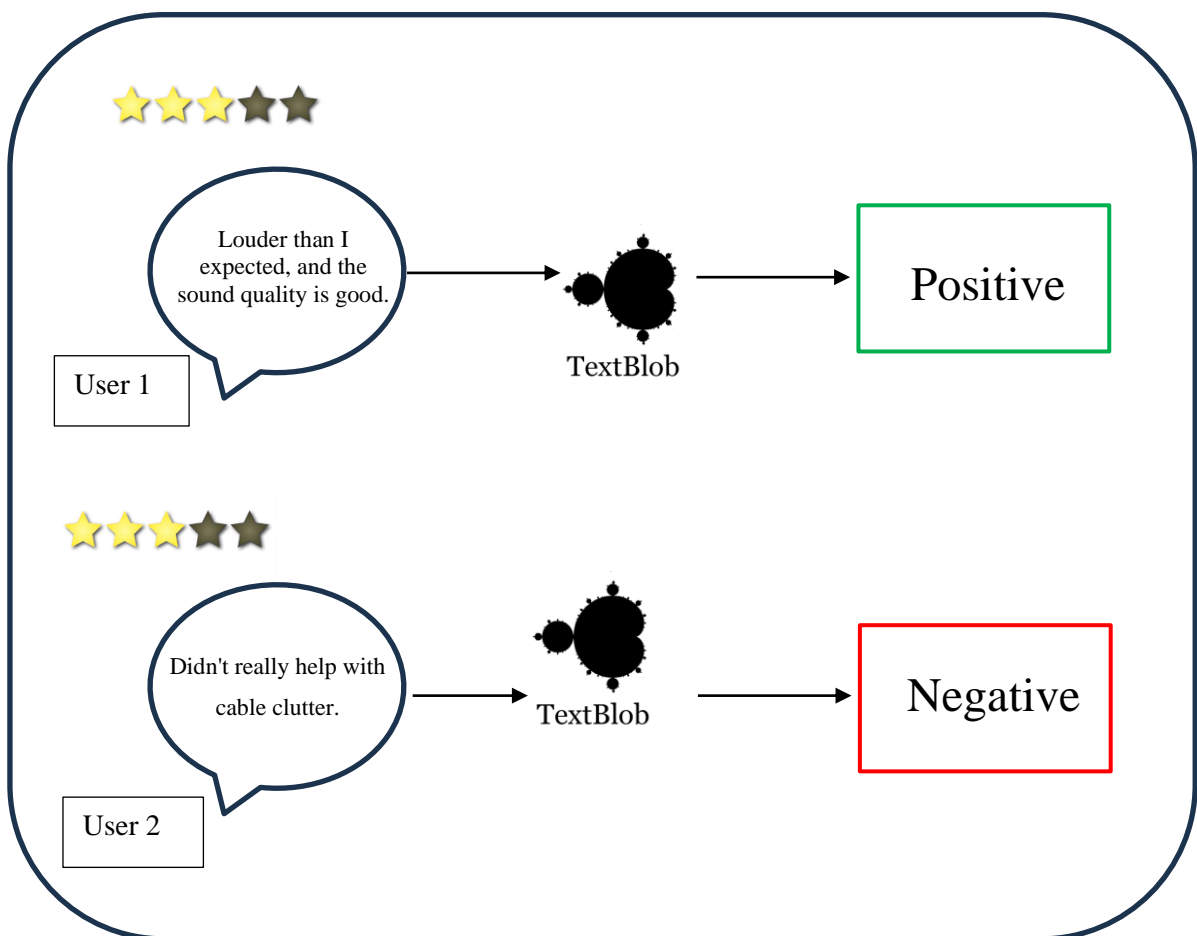 Louder than I
expected, and the
sound quality is good.
TextBlob
Positive
User 1
Didn't really help with
cable clutter.
TextBlob
Negative
User 2